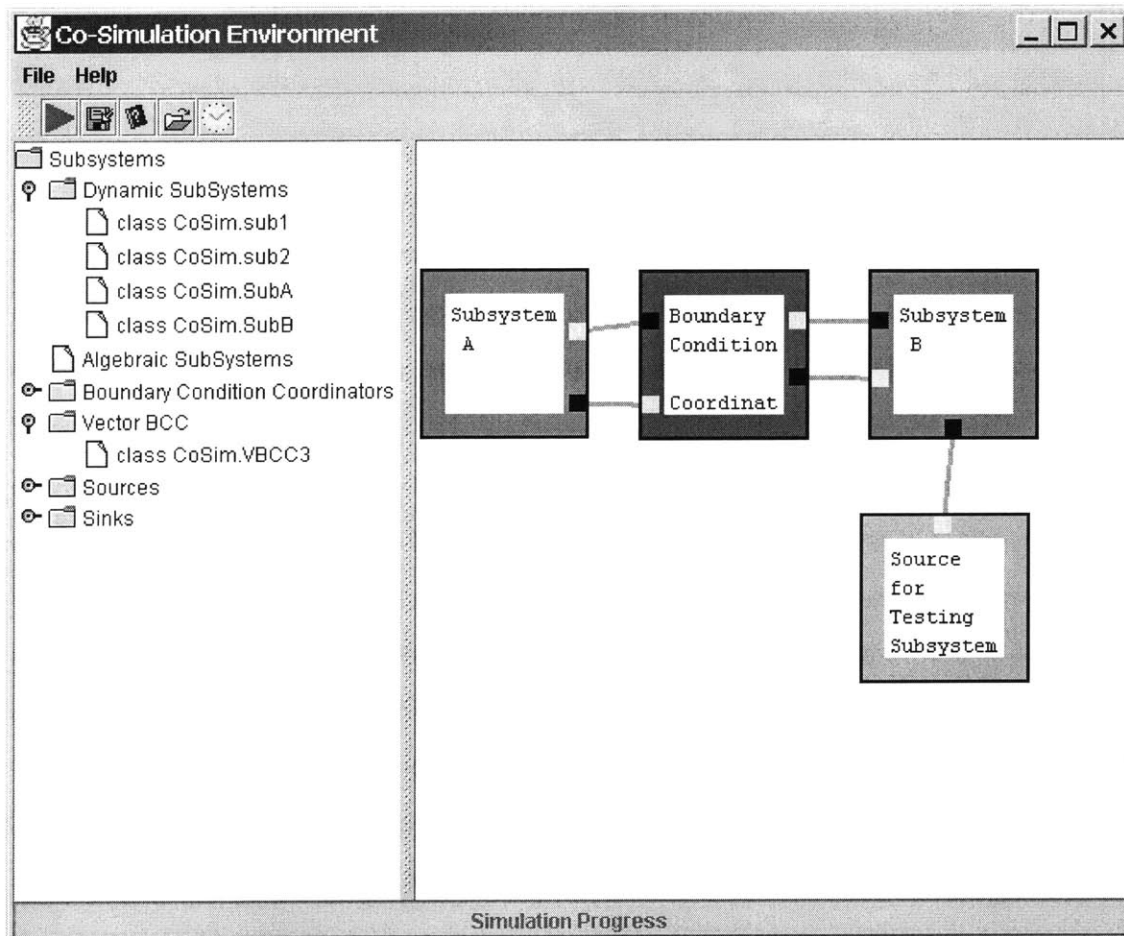 Co-Simulation Environment
File Help
Subsystems
Dynamic SubSystems
class CoSim.sub1
class CoSim.sub2
class CoSim.SubA
class CoSim.SubB
Algebraic SubSystems
Boundary Condition Coordinators
Vector BCC
class CoSim.VBCC3
Sources
Sinks
Subsystem
A
Boundary
Condition
Coordinat
Subsystem
B
Source
for
Testing
Subsystem
Simulation Progress